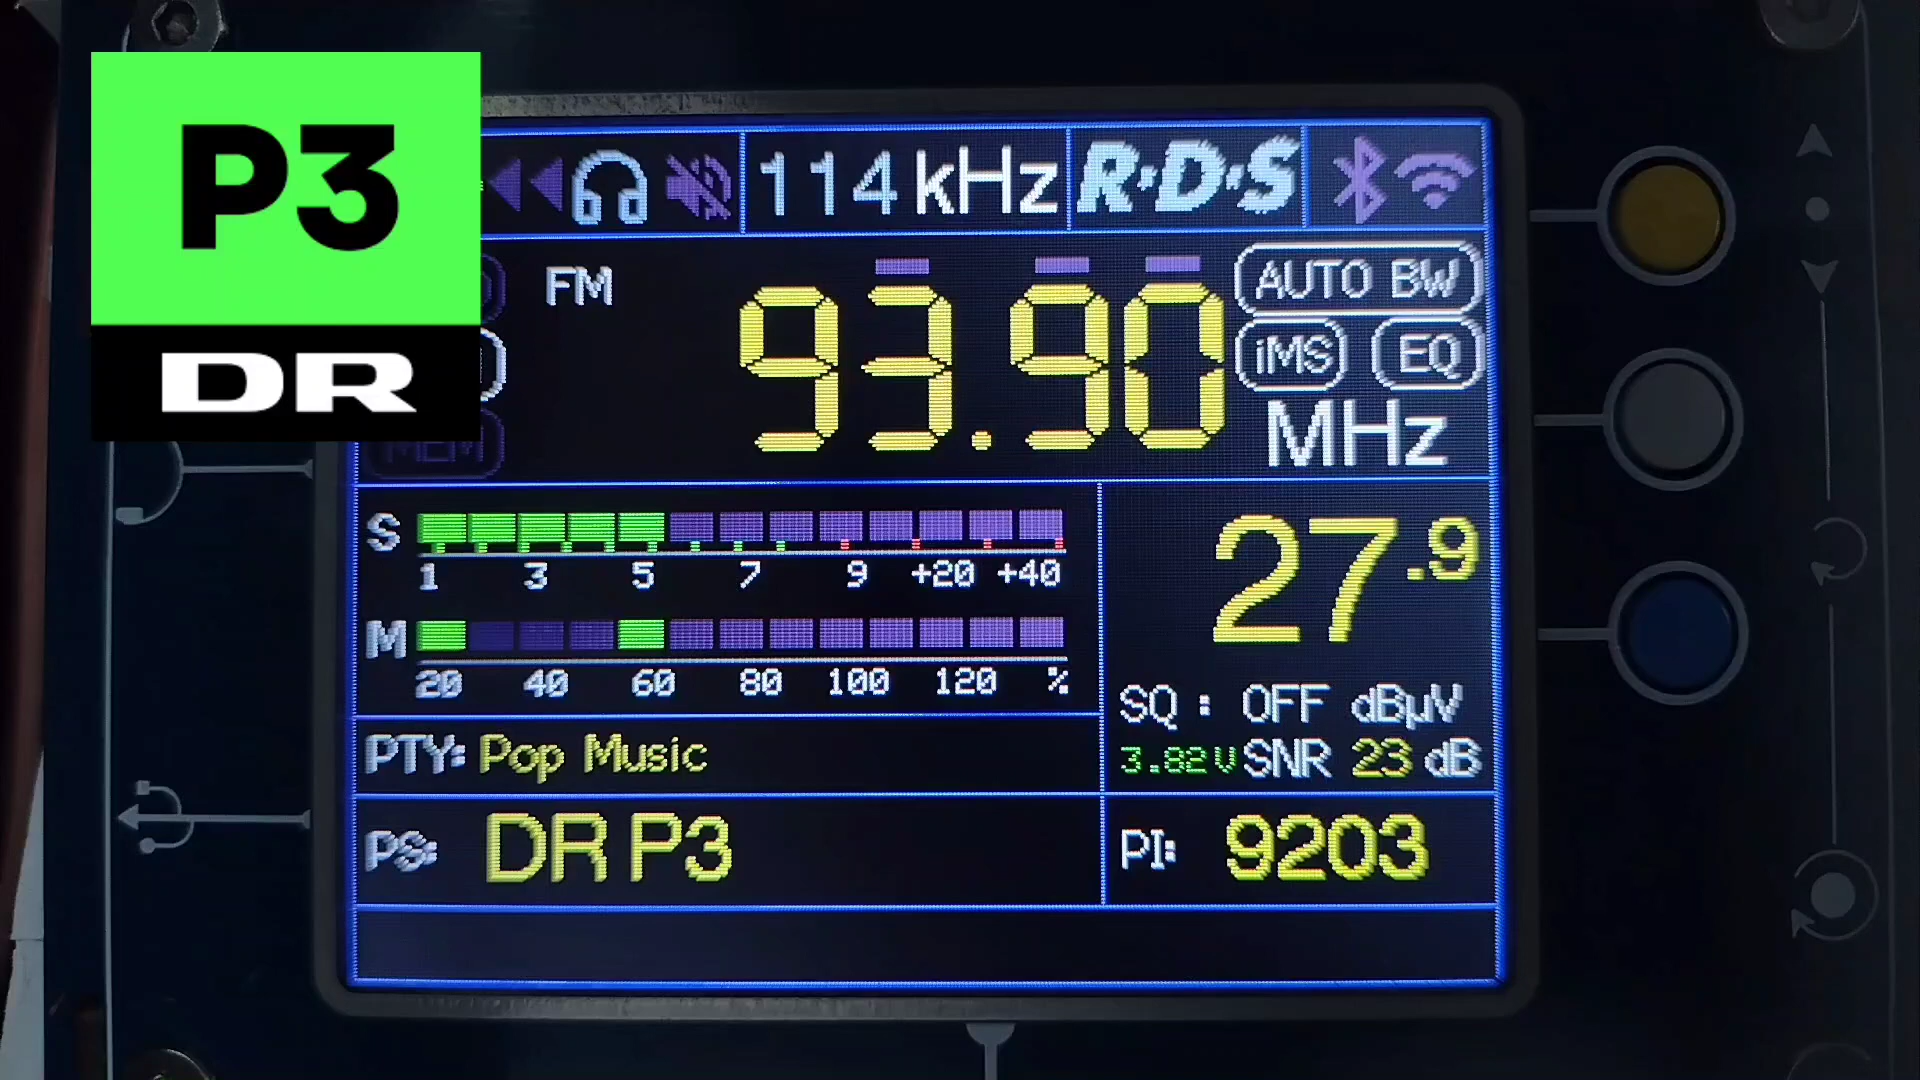 P3
DR
114 kHz
R·D·S
FM
93.90
AUTO BW
iMS
EQ
MHz
MEM
S
1 3 5 7 9 +20 +40
M
20 40 60 80 100 120 %
27.9
SQ : OFF dBµV
3.82V SNR 23 dB
PTY: Pop Music
PS: DR P3
PI: 9203